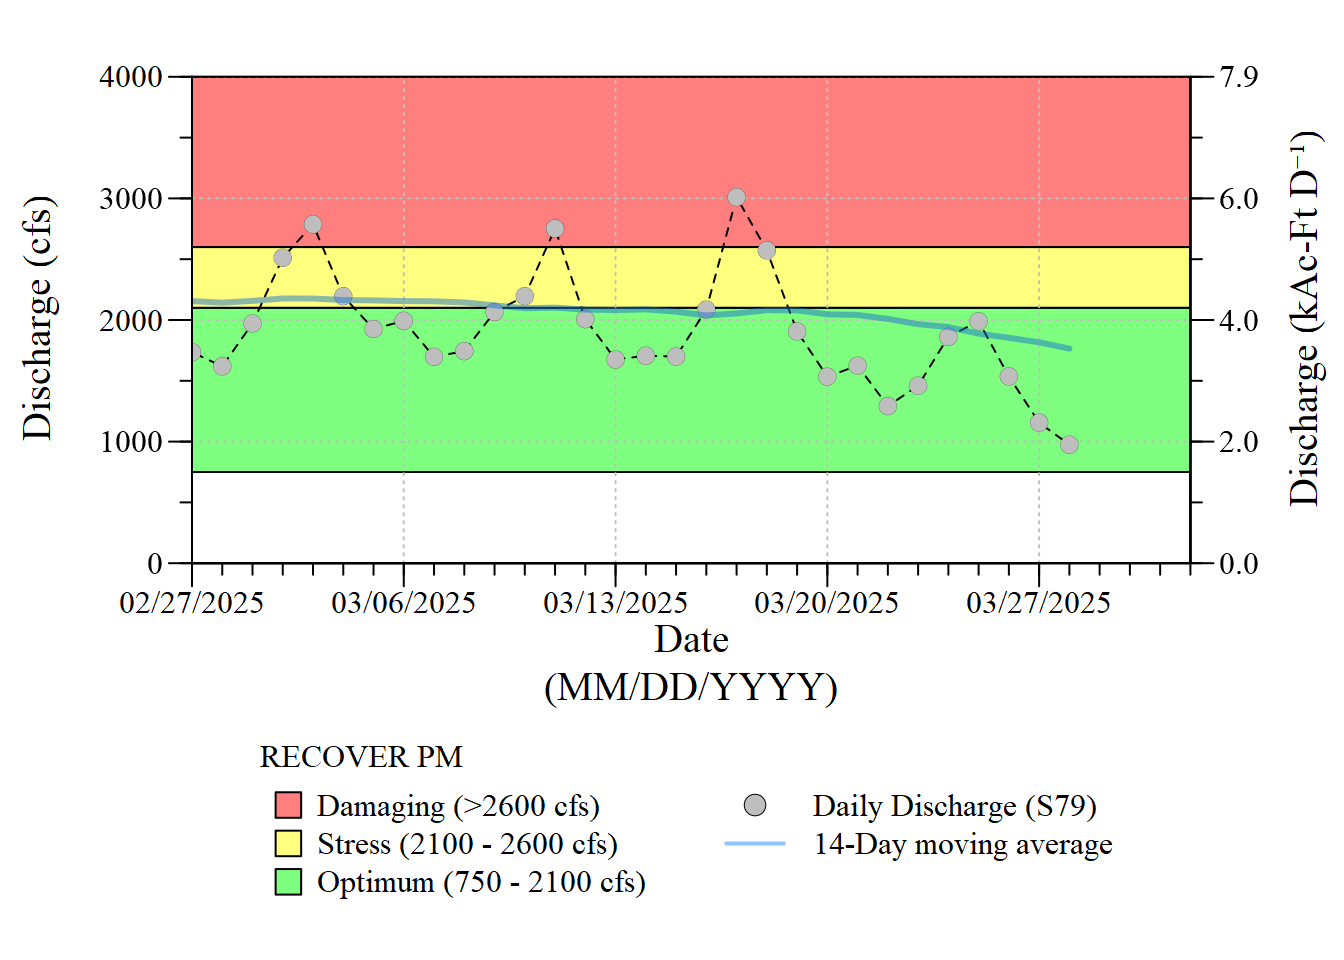 4000
3000
2000
1000
0
Discharge (cfs)
7.9
6.0
4.0
2.0
0.0
Discharge (kAc-Ft D⁻¹)
02/27/2025 03/06/2025 03/13/2025 03/20/2025 03/27/2025
Date
(MM/DD/YYYY)
RECOVER PM
Damaging (>2600 cfs)
Stress (2100 - 2600 cfs)
Optimum (750 - 2100 cfs)
Daily Discharge (S79)
14-Day moving average